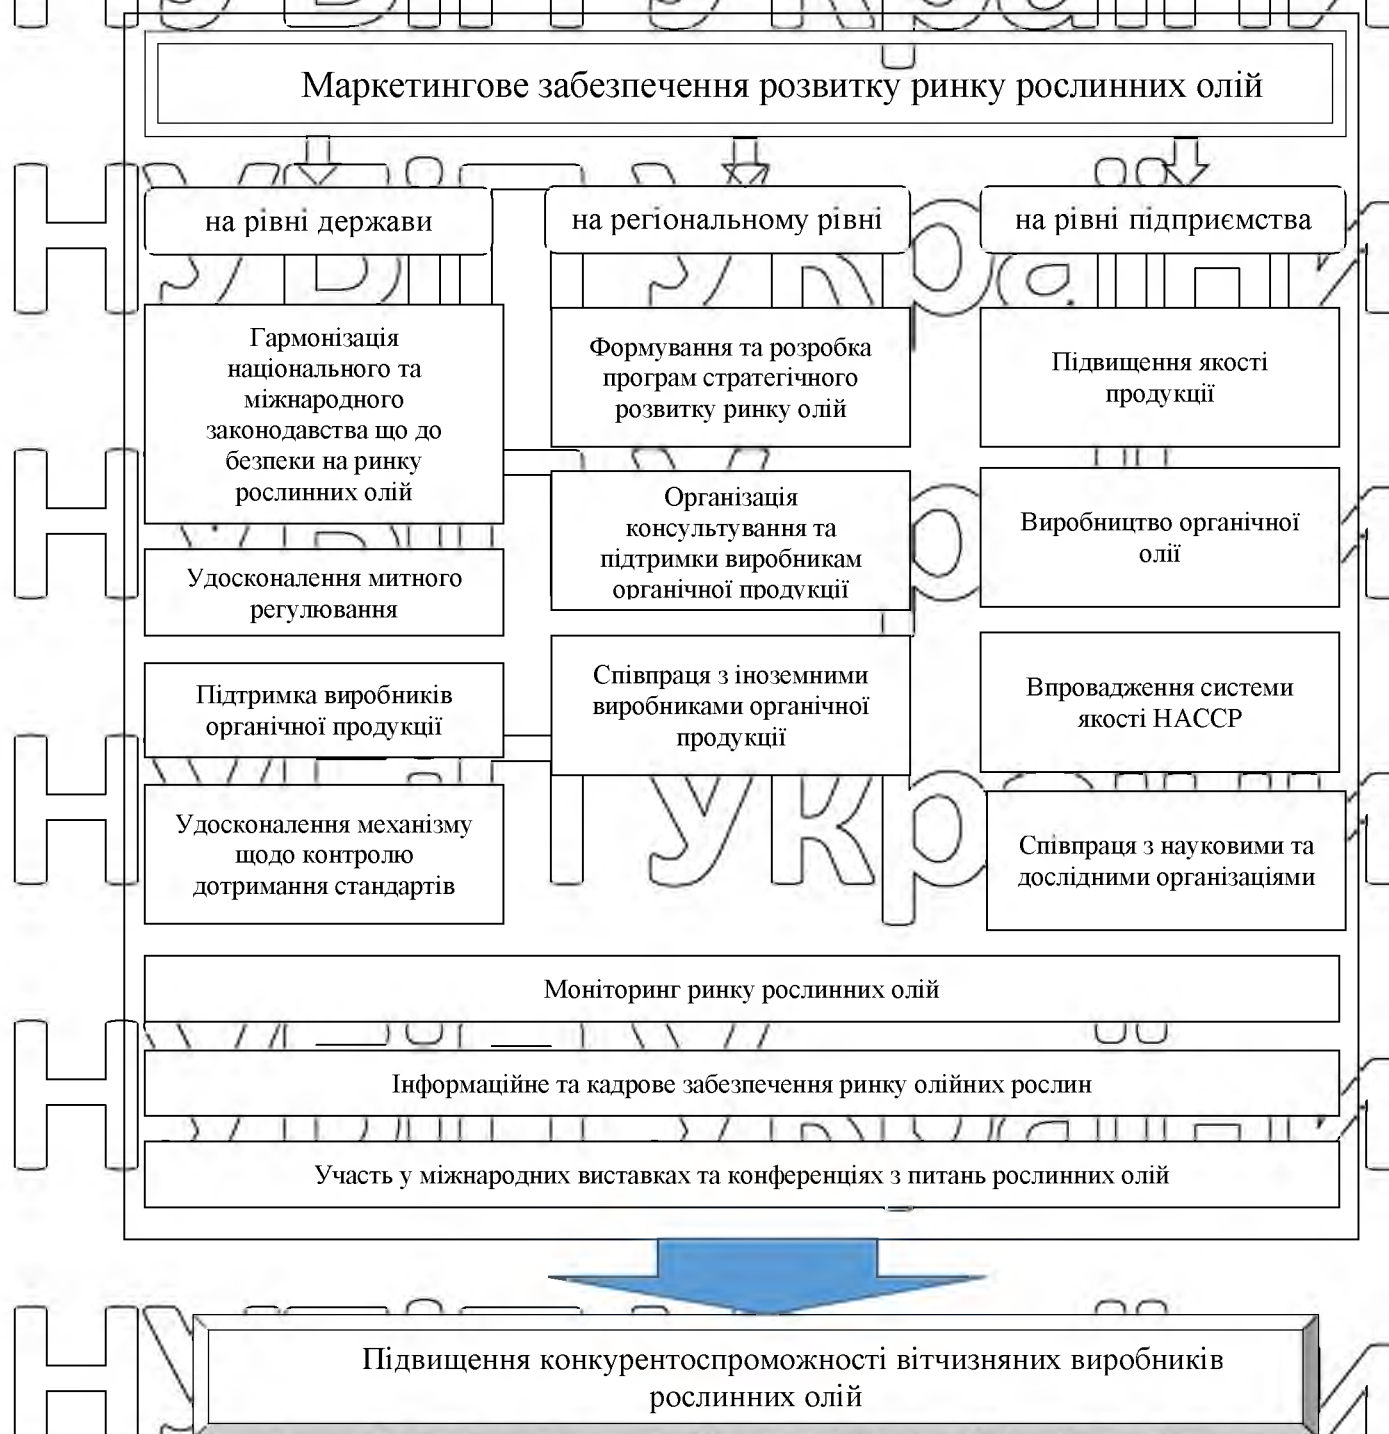 Маркетингове забезпечення розвитку ринку рослинних олій
на рівні держави
на регіональному рівні
на рівні підприємства
Гармонізація
національного та
міжнародного
законодавства що до
безпеки на ринку
рослинних олій
Удосконалення митного
регулювання
Підтримка виробників
органічної продукції
Удосконалення механізму
щодо контролю
дотримання стандартів
Формування та розробка
програм стратегічного
розвитку ринку олій
Організація
консультування та
підтримки виробникам
органічної продукції
Співпраця з іноземними
виробниками органічної
продукції
Підвищення якості
продукції
Виробництво органічної
олії
Впровадження системи
якості НАССР
Співпраця з науковими та
дослідними організаціями
Моніторинг ринку рослинних олій
Інформаційне та кадрове забезпечення ринку олійних рослин
Участь у міжнародних виставках та конференціях з питань рослинних олій
Підвищення конкурентоспроможності вітчизняних виробників
рослинних олій